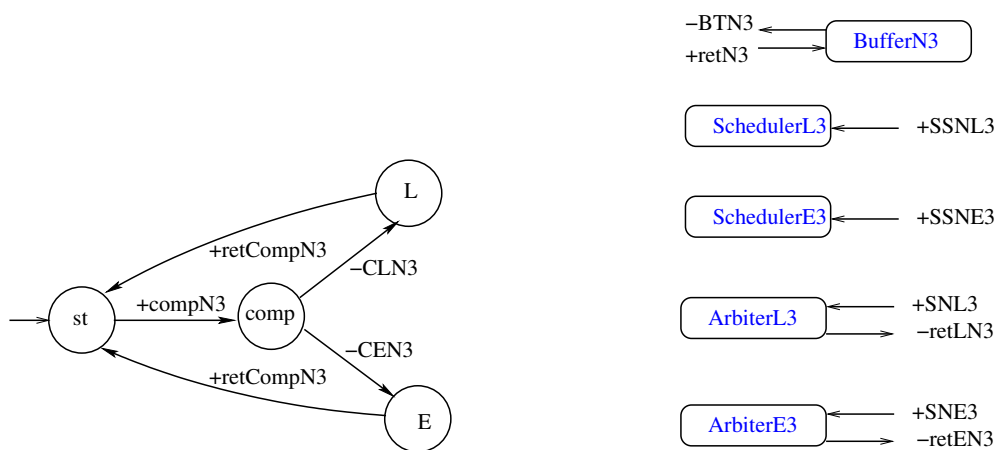 −BTN3
+retN3
BufferN3
SchedulerL3
+SSNL3
L
SchedulerE3
+SSNE3
+retCompN3
−CLN3
+compN3
st
comp
ArbiterL3
+SNL3
−retLN3
−CEN3
+retCompN3
E
ArbiterE3
+SNE3
−retEN3